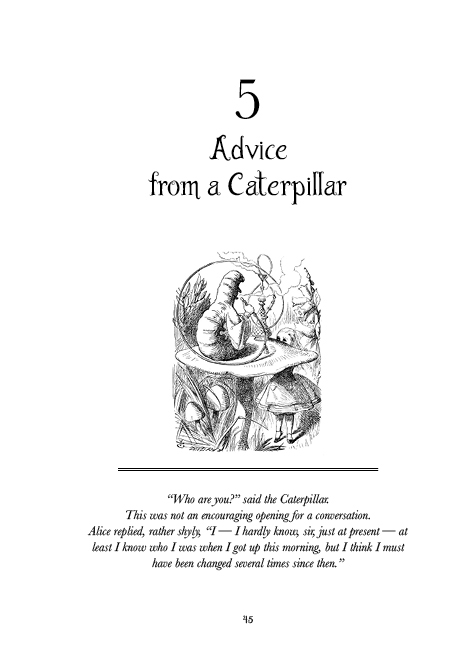 5
Advice
from a Caterpillar
“Who are you?” said the Caterpillar.
This was not an encouraging opening for a conversation.
Alice replied, rather shyly, “I — I hardly know, sir, just at present — at
least I know who I was when I got up this morning, but I think I must
have been changed several times since then.”
45